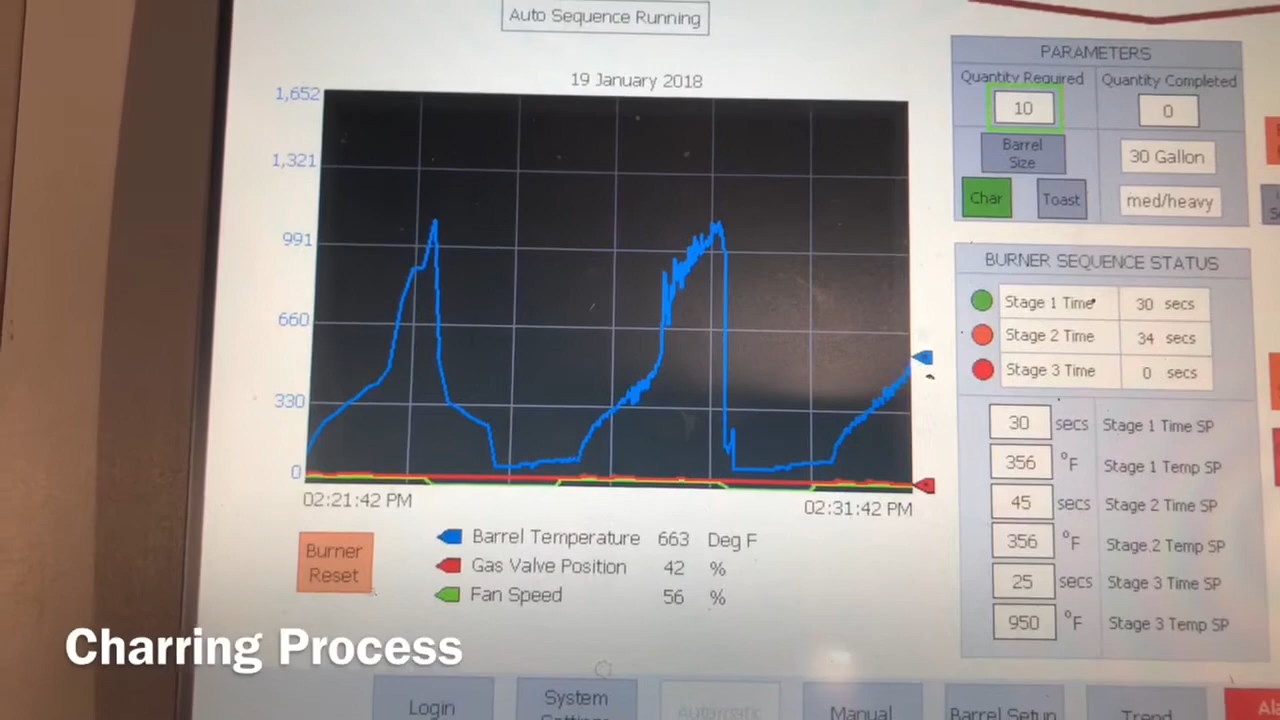 Auto Sequence Running
19 January 2018
1,652
1,321
991
660
330
0
02:21:42 PM
02:31:42 PM
Burner
Reset
Barrel Temperature 663 Deg F
Gas Valve Position 42 %
Fan Speed 56 %
PARAMETERS
Quantity Required Quantity Completed
10 0
Barrel
Size
30 Gallon
Char Toast med/heavy
BURNER SEQUENCE STATUS
Stage 1 Time 30 secs
Stage 2 Time 34 secs
Stage 3 Time 0 secs
30 secs Stage 1 Time SP
356 °F Stage 1 Temp SP
45 secs Stage 2 Time SP
356 °F Stage 2 Temp SP
25 secs Stage 3 Time SP
950 °F Stage 3 Temp SP
Charring Process
Login
System
Automatic
Manual
Barrel Setup
Trend